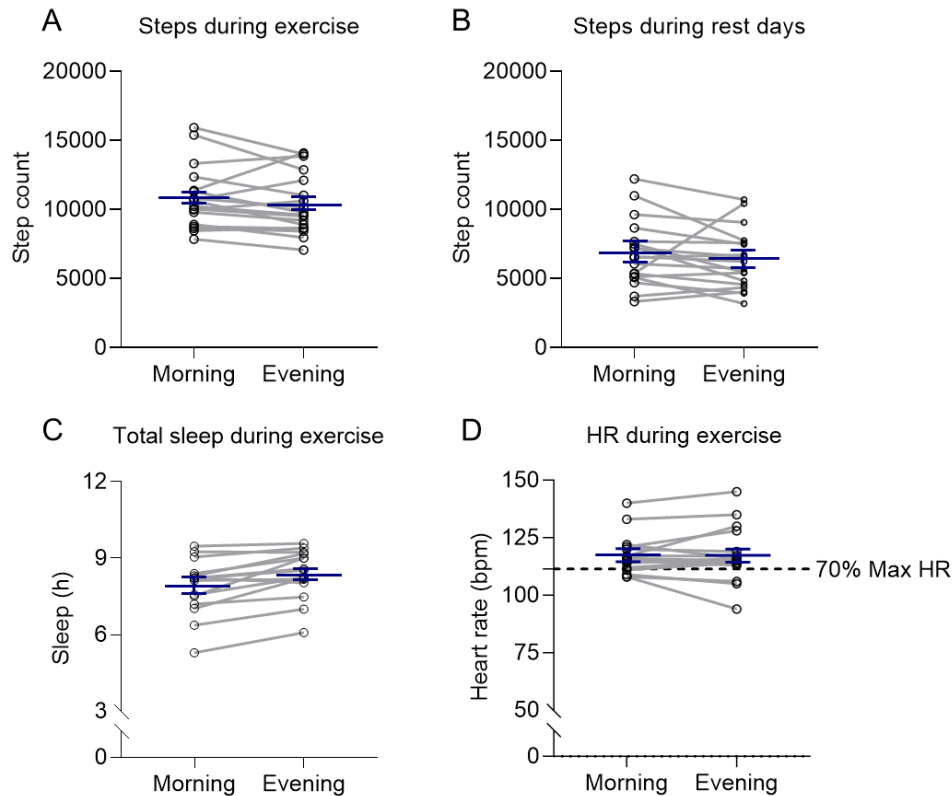 A
Steps during exercise
20000
15000
10000
5000
0
Step count
Morning
Evening
B
Steps during rest days
20000
15000
10000
5000
0
Step count
Morning
Evening
C
Total sleep during exercise
12
9
6
3
0
Sleep (h)
Morning
Evening
D
HR during exercise
150
125
100
75
50
0
Heart rate (bpm)
70% Max HR
Morning
Evening